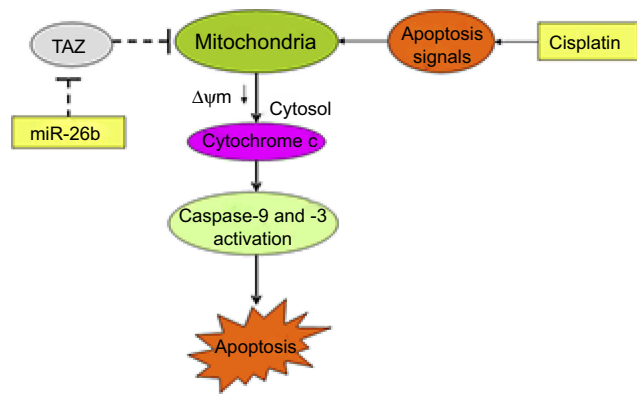 TAZ
Mitochondria
Apoptosis
signals
Cisplatin
miR-26b
Δψm ↓
Cytosol
Cytochrome c
Caspase-9 and -3
activation
Apoptosis